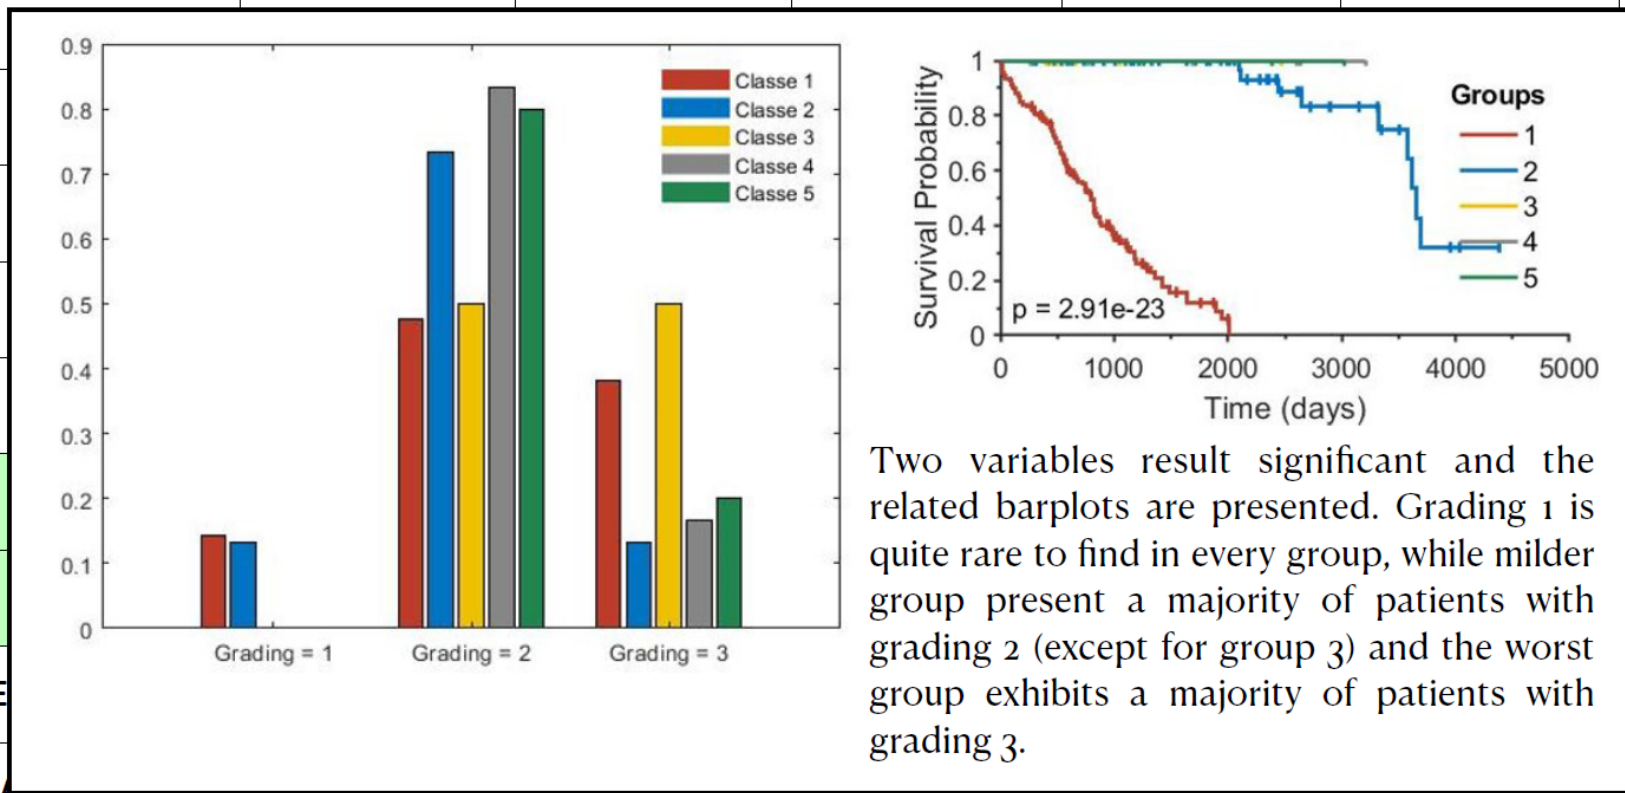 0.9
0.8
0.7
0.6
0.5
0.4
0.3
0.2
0.1
0
Classe 1
Classe 2
Classe 3
Classe 4
Classe 5
Grading = 1
Grading = 2
Grading = 3
Survival Probability
1
0.8
0.6
0.4
0.2
0
p = 2.91e-23
Groups
1
2
3
4
5
0 1000 2000 3000 4000 5000
Time (days)
Two variables result significant and the
related barplots are presented. Grading 1 is
quite rare to find in every group, while milder
group present a majority of patients with
grading 2 (except for group 3) and the worst
group exhibits a majority of patients with
grading 3.